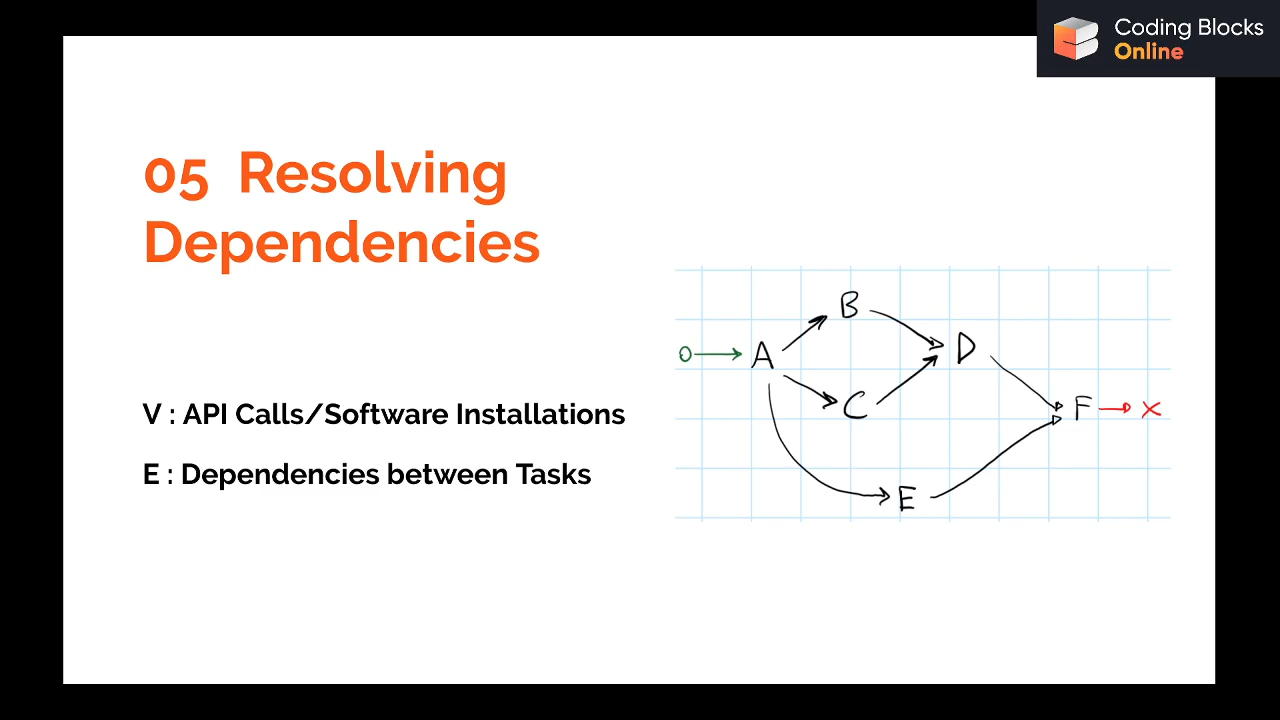 Coding Blocks
Online
05 Resolving
Dependencies
V : API Calls/Software Installations
E : Dependencies between Tasks
B
O
A
D
C
F
X
E